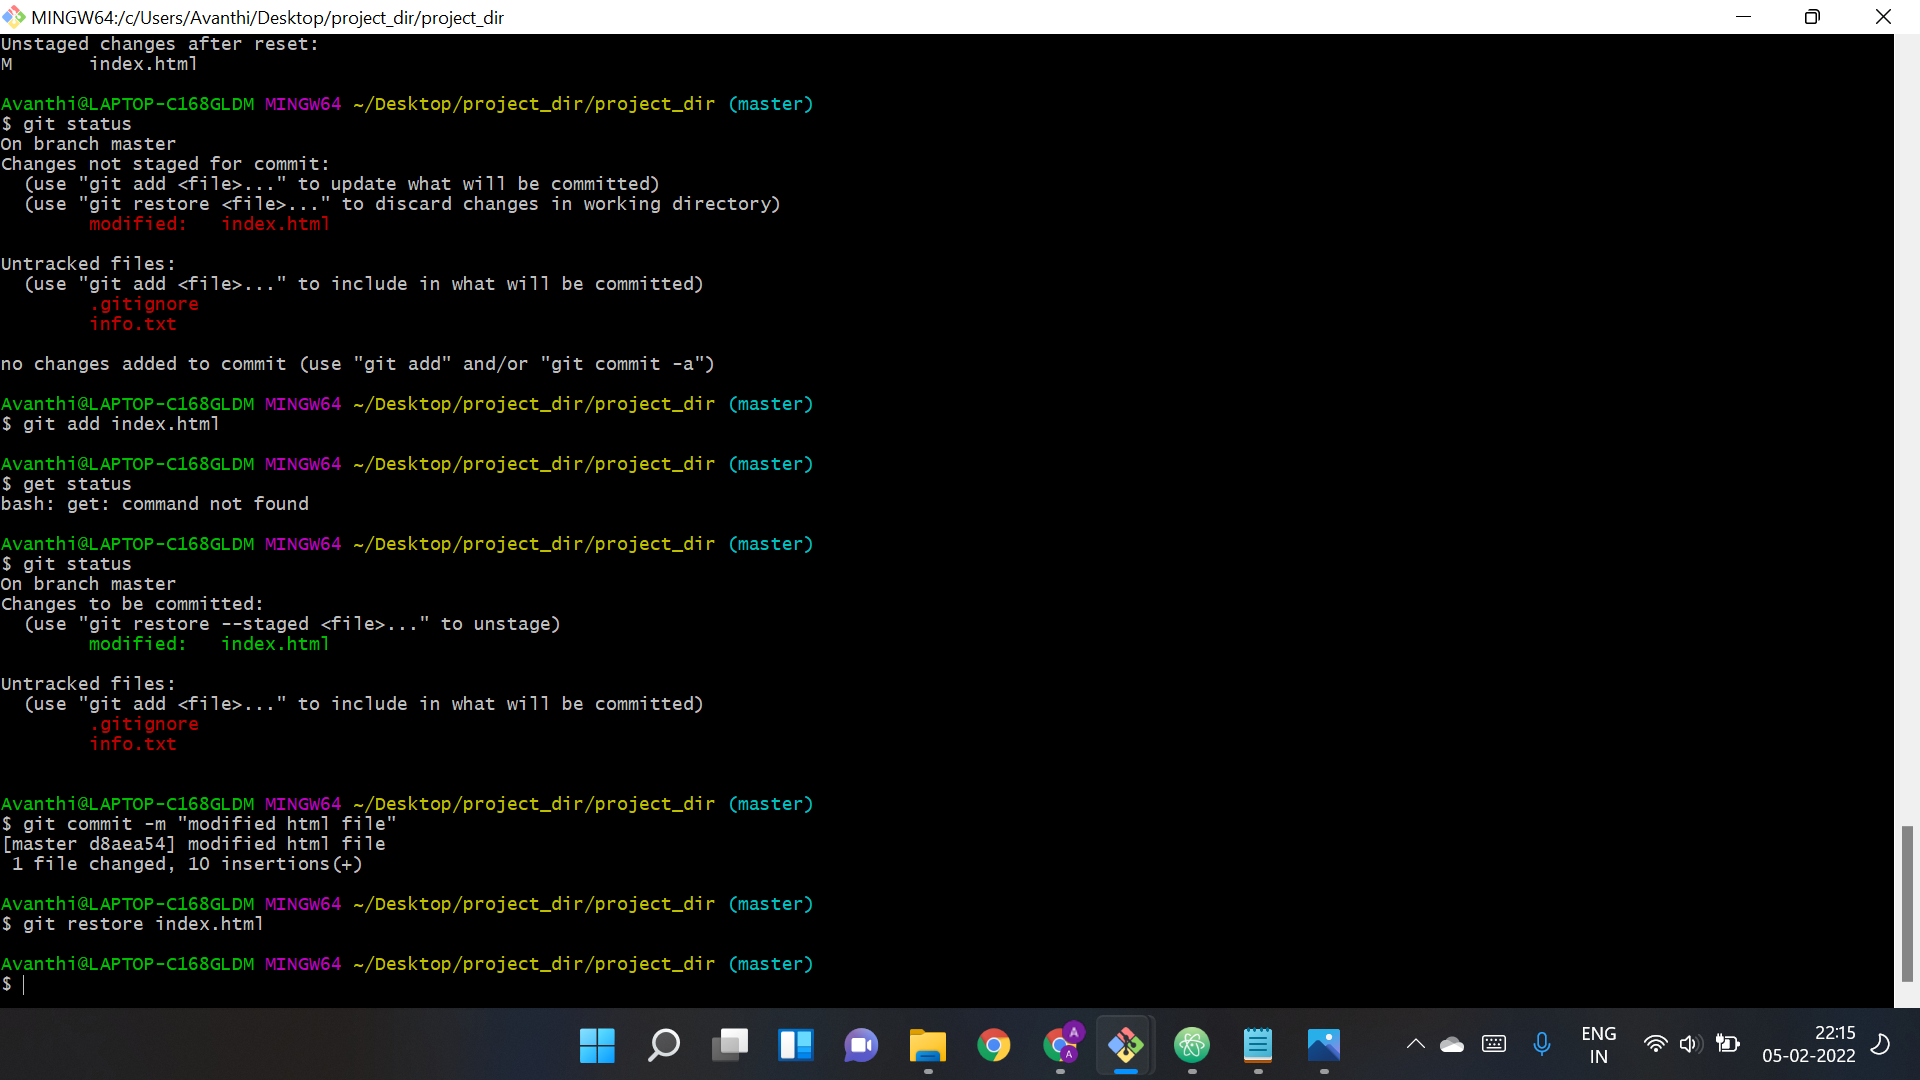 MINGW64:/c/Users/Avanthi/Desktop/project_dir/project_dir
Unstaged changes after reset:
M       index.html
Avanthi@LAPTOP-C168GLDM MINGW64 ~/Desktop/project_dir/project_dir (master)
$ git status
On branch master
Changes not staged for commit:
  (use "git add <file>..." to update what will be committed)
  (use "git restore <file>..." to discard changes in working directory)
        modified:   index.html
Untracked files:
  (use "git add <file>..." to include in what will be committed)
        .gitignore
        info.txt
no changes added to commit (use "git add" and/or "git commit -a")
Avanthi@LAPTOP-C168GLDM MINGW64 ~/Desktop/project_dir/project_dir (master)
$ git add index.html
Avanthi@LAPTOP-C168GLDM MINGW64 ~/Desktop/project_dir/project_dir (master)
$ get status
bash: get: command not found
Avanthi@LAPTOP-C168GLDM MINGW64 ~/Desktop/project_dir/project_dir (master)
$ git status
On branch master
Changes to be committed:
  (use "git restore --staged <file>..." to unstage)
        modified:   index.html
Untracked files:
  (use "git add <file>..." to include in what will be committed)
        .gitignore
        info.txt
Avanthi@LAPTOP-C168GLDM MINGW64 ~/Desktop/project_dir/project_dir (master)
$ git commit -m "modified html file"
[master d8aea54] modified html file
 1 file changed, 10 insertions(+)
Avanthi@LAPTOP-C168GLDM MINGW64 ~/Desktop/project_dir/project_dir (master)
$ git restore index.html
Avanthi@LAPTOP-C168GLDM MINGW64 ~/Desktop/project_dir/project_dir (master)
$
A
A
ENG
IN
22:15
05-02-2022